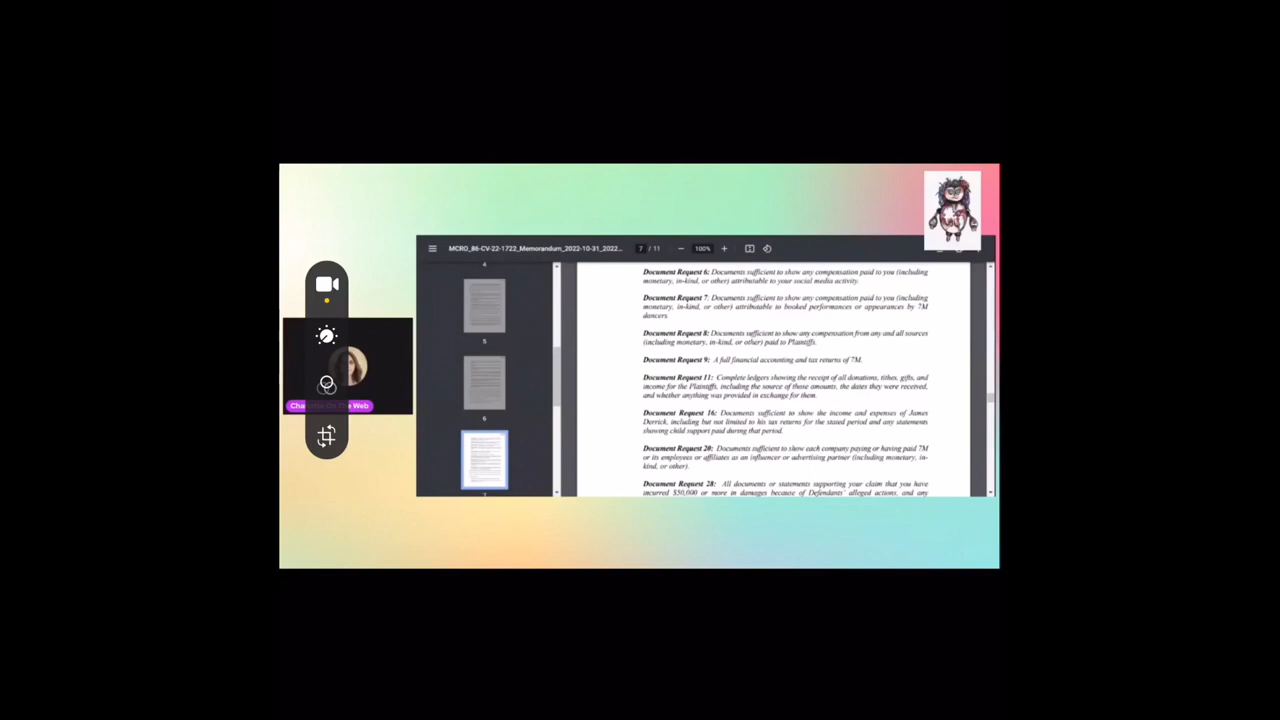 MCRO_86-CV-22-1722_Memorandum_2022-10-31_2022...
7 / 11
100%
Document Request 6: Documents sufficient to show any compensation paid to you (including
monetary, in-kind, or other) attributable to your social media activity.
Document Request 7: Documents sufficient to show any compensation paid to you (including
monetary, in-kind, or other) attributable to booked performances or appearances by 7M
dancers.
Document Request 8: Documents sufficient to show any compensation from any and all sources
(including monetary, in-kind, or other) paid to Plaintiffs.
Document Request 9: A full financial accounting and tax returns of 7M.
Document Request 11: Complete ledgers showing the receipt of all donations, tithes, gifts, and
income for the Plaintiffs, including the source of those amounts, the dates they were received,
and whether anything was provided in exchange for them.
Document Request 16: Documents sufficient to show the income and expenses of James
Derrick, including but not limited to his tax returns for the stated period and any statements
showing child support paid during that period.
Document Request 20: Documents sufficient to show each company paying or having paid 7M
or its employees or affiliates as an influencer or advertising partner (including monetary, in-
kind, or other).
Document Request 28: All documents or statements supporting your claim that you have
incurred $50,000 or more in damages because of Defendants' alleged actions, and any
5
6
On The Web